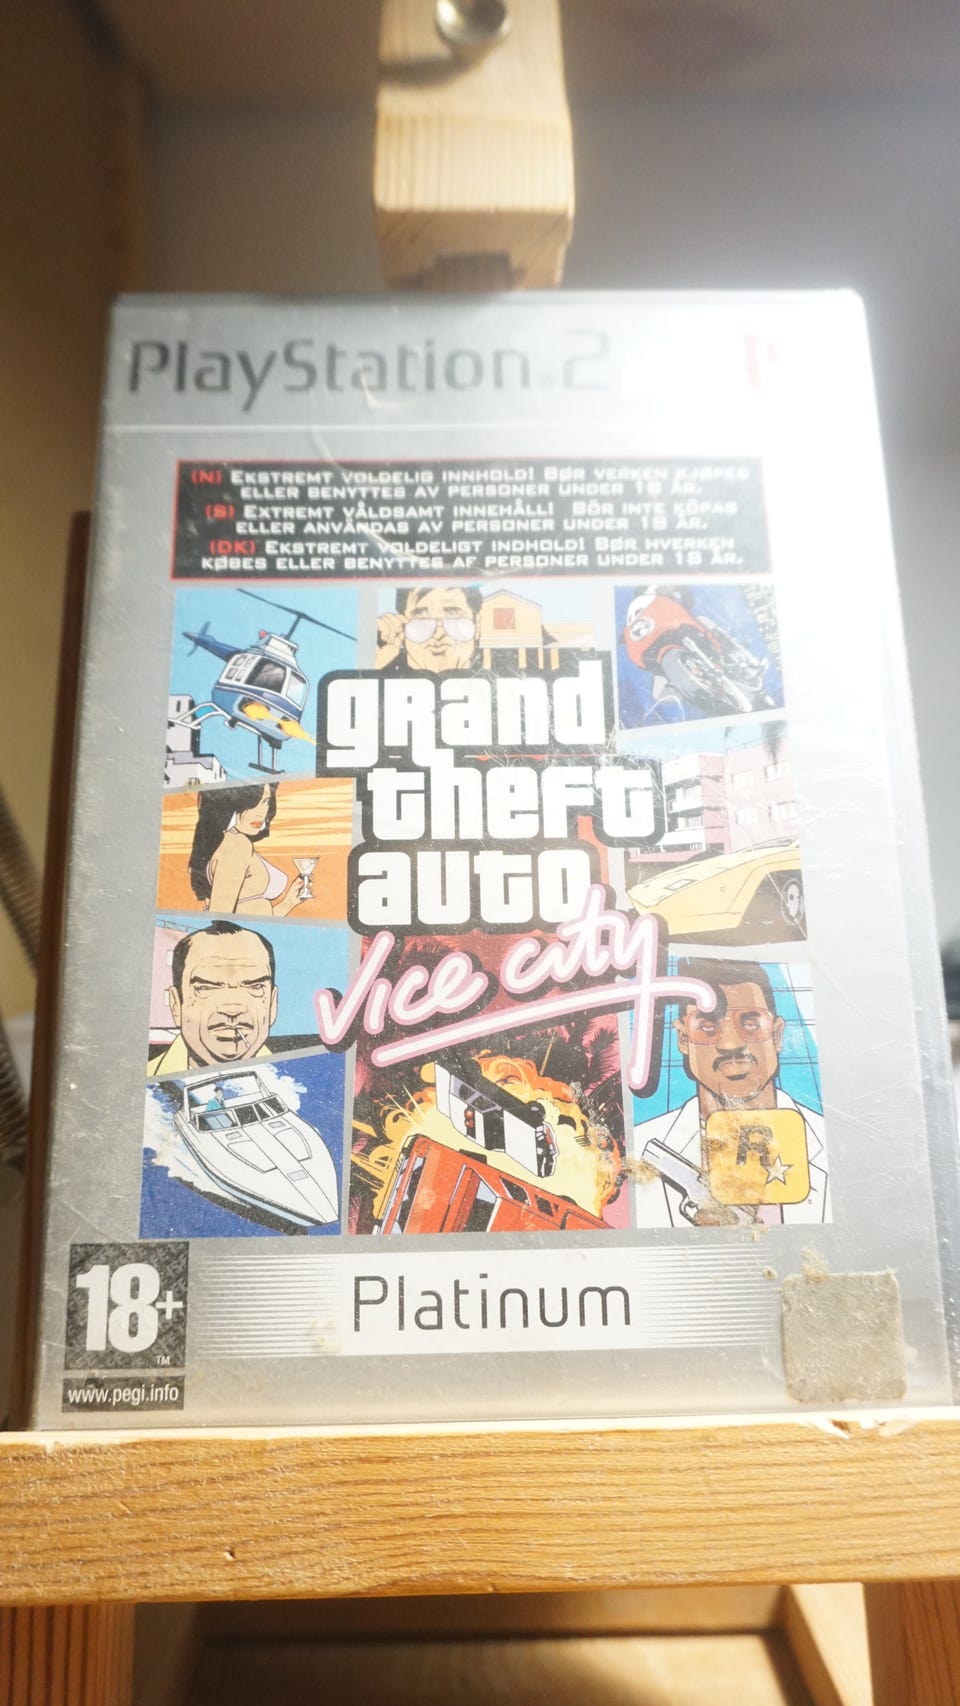 PlayStation®2
(N) EKSTREMT VOLDELIG INNHOLD! BØR VERKEN KJØPES
ELLER BENYTTES AV PERSONER UNDER 18 ÅR.
(S) EXTREMT VÅLDSAMT INNEHÅLL! BÖR INTE KÖPAS
ELLER ANVÄNDAS AV PERSONER UNDER 18 ÅR.
(DK) EKSTREMT VOLDELIGT INDHOLD! BØR HVERKEN
KØBES ELLER BENYTTES AF PERSONER UNDER 18 ÅR.
grand
theft
auto
vice city
R
18+
TM
Platinum
www.pegi.info